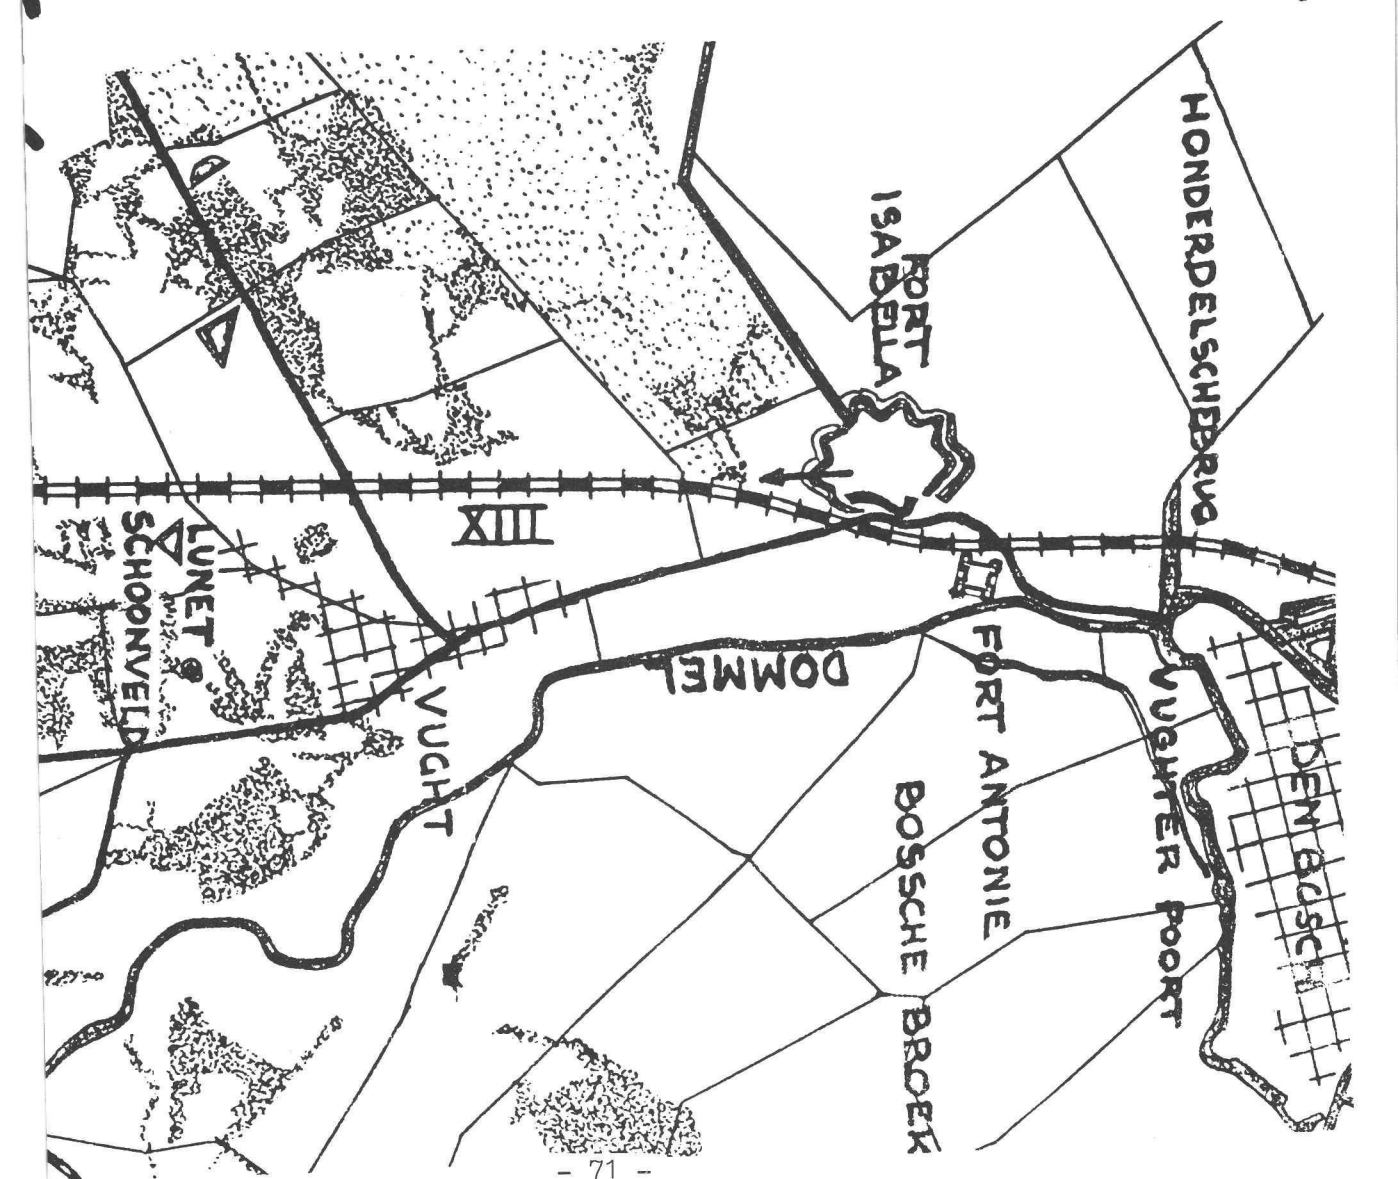 HONDERDELSCHEBRUG
FORT
ISABELLA
XIII
LUNET
SCHOONVELD
DOMMEL
VUGHT
FORT ANTONIE
VUGHTER POORT
DEN BOSCH
BOSSCHE BROEK
- 71 -